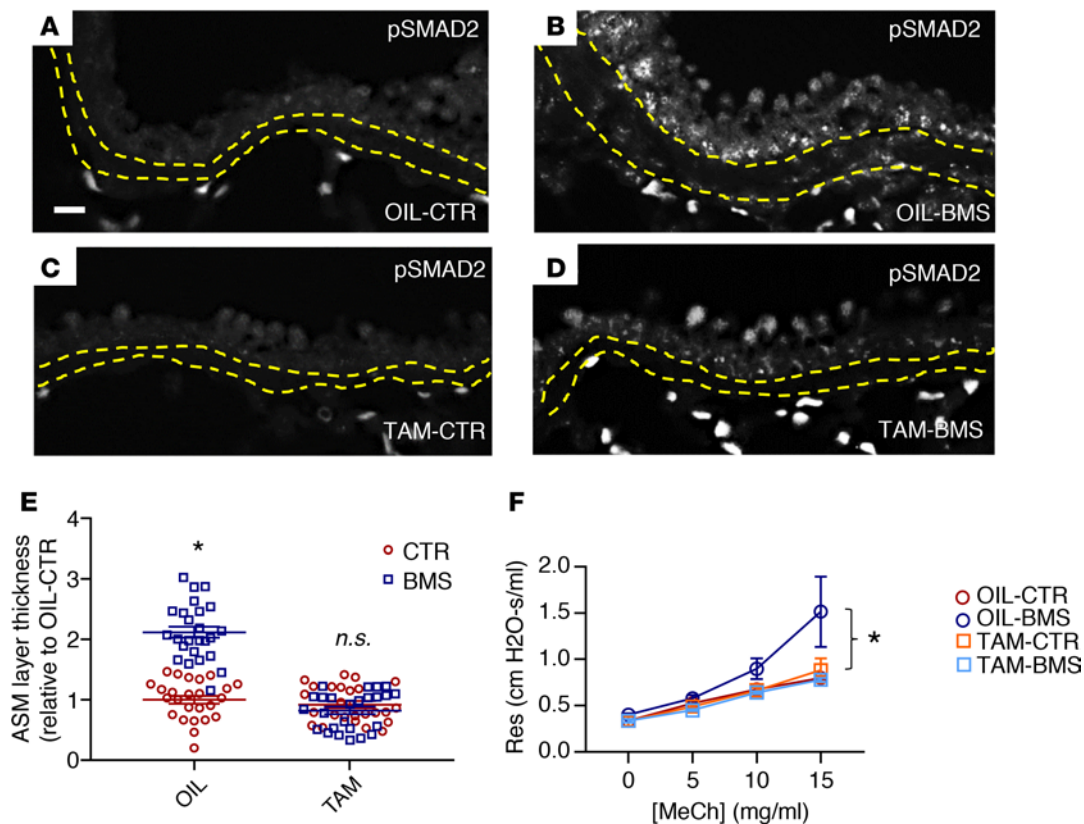 A
pSMAD2
OIL-CTR
B
pSMAD2
OIL-BMS
C
pSMAD2
TAM-CTR
D
pSMAD2
TAM-BMS
E
ASM layer thickness
(relative to OIL-CTR
4
3
2
1
0
*
n.s.
CTR
BMS
OIL
TAM
F
Res (cm H2O-s/ml)
2.0
1.5
1.0
0.5
0.0
0
5
10
15
[MeCh] (mg/ml)
*
OIL-CTR
OIL-BMS
TAM-CTR
TAM-BMS